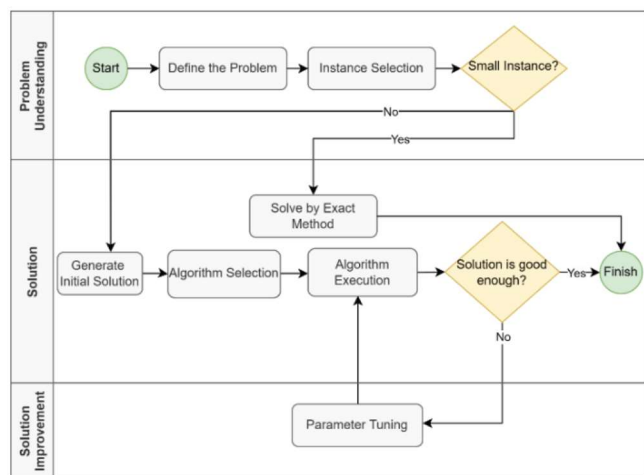 Problem
Understanding
Start
Define the Problem
Instance Selection
Small Instance?
No
Yes
Solution
Solve by Exact
Method
Generate
Initial Solution
Algorithm Selection
Algorithm
Execution
Solution is good
enough?
Yes
Finish
No
Solution
Improvement
Parameter Tuning